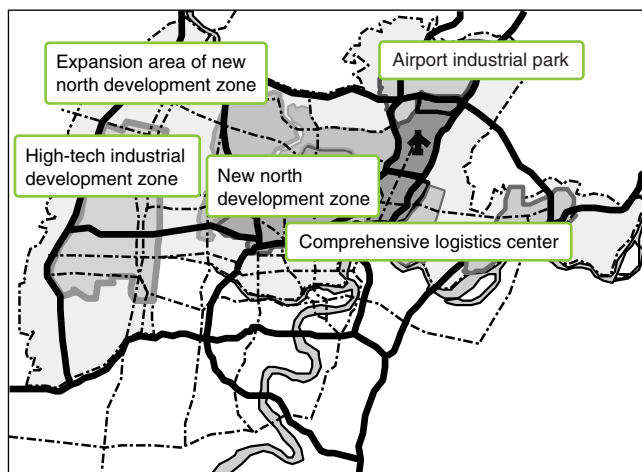 Expansion area of new
north development zone
Airport industrial park
High-tech industrial
development zone
New north
development zone
Comprehensive logistics center